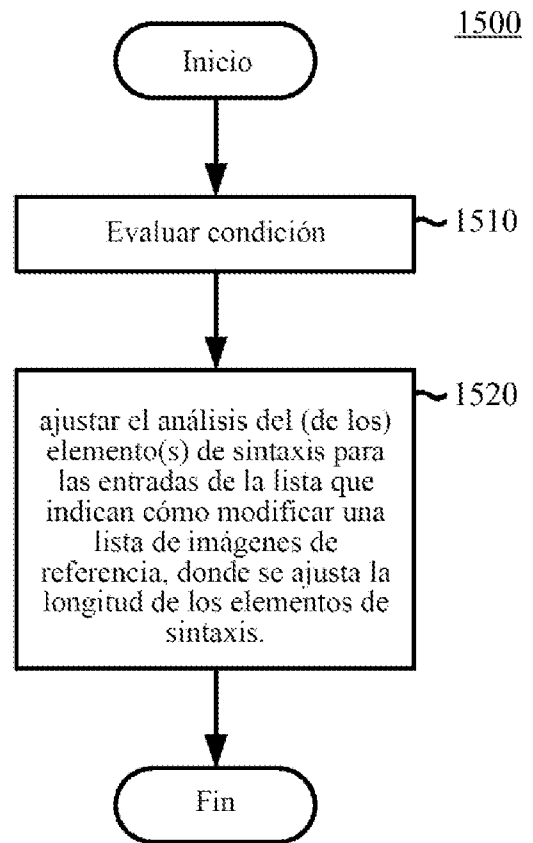 1500
Inicio
Evaluar condición
1510
1520
ajustar el análisis del (de los)
elemento(s) de sintaxis para
las entradas de la lista que
indican cómo modificar una
lista de imágenes de
referencia, donde se ajusta la
longitud de los elementos de
sintaxis.
Fin